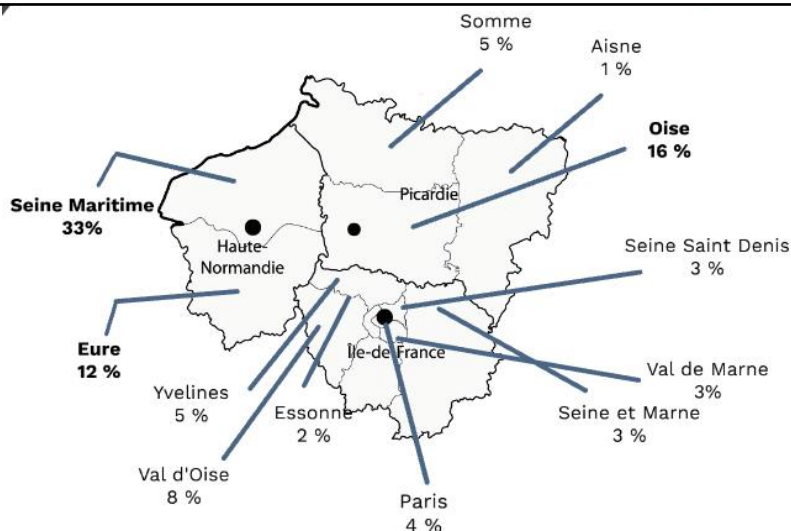 Somme
5 %
Aisne
1 %
Oise
16 %
Picardie
Seine Maritime
33%
Haute-
Normandie
Seine Saint Denis
3 %
Eure
12 %
Île-de-France
Val de Marne
3%
Yvelines
5 %
Essonne
2 %
Seine et Marne
3 %
Val d'Oise
8 %
Paris
4 %